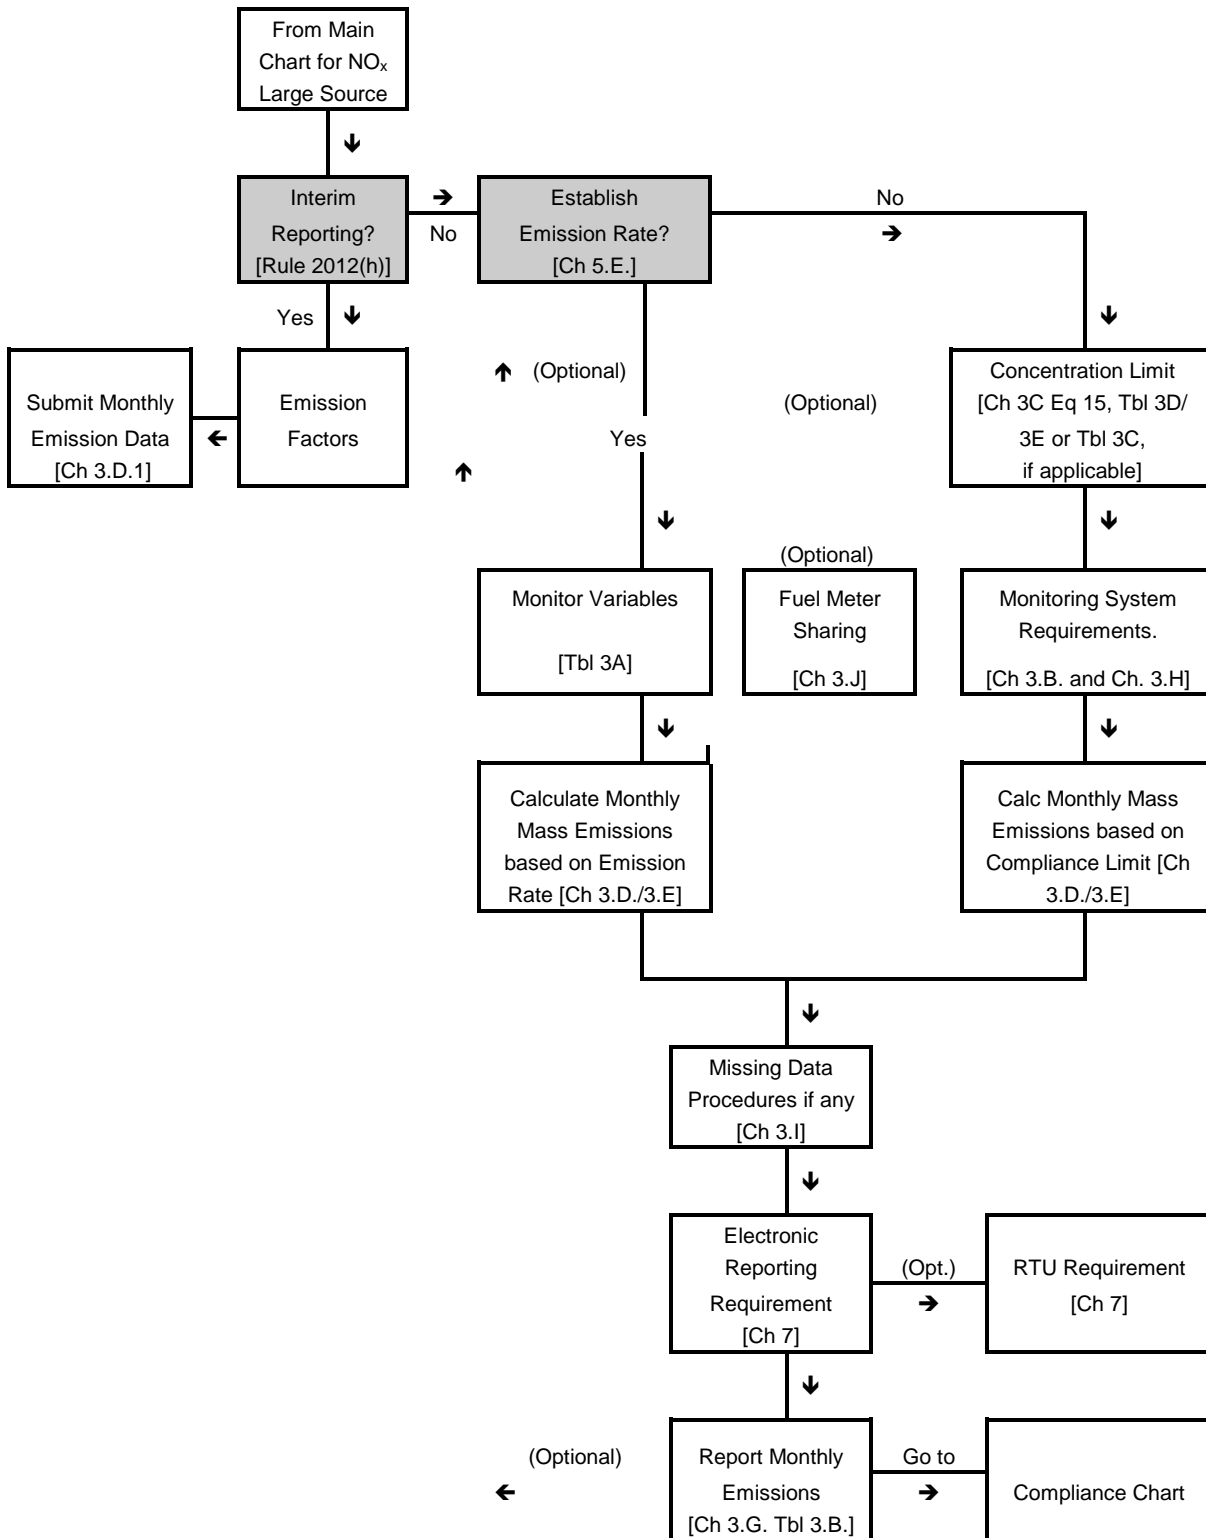 From Main
Chart for NOx
Large Source
Interim
Reporting?
[Rule 2012(h)]
No
Establish
Emission Rate?
[Ch 5.E.]
No
Yes
Submit Monthly
Emission Data
[Ch 3.D.1]
Emission
Factors
(Optional)
Yes
(Optional)
Concentration Limit
[Ch 3C Eq 15, Tbl 3D/
3E or Tbl 3C,
if applicable]
Monitor Variables
[Tbl 3A]
(Optional)
Fuel Meter
Sharing
[Ch 3.J]
Monitoring System
Requirements.
[Ch 3.B. and Ch. 3.H]
Calculate Monthly
Mass Emissions
based on Emission
Rate [Ch 3.D./3.E]
Calc Monthly Mass
Emissions based on
Compliance Limit [Ch
3.D./3.E]
Missing Data
Procedures if any
[Ch 3.I]
Electronic
Reporting
Requirement
[Ch 7]
(Opt.)
RTU Requirement
[Ch 7]
(Optional)
Report Monthly
Emissions
[Ch 3.G. Tbl 3.B.]
Go to
Compliance Chart